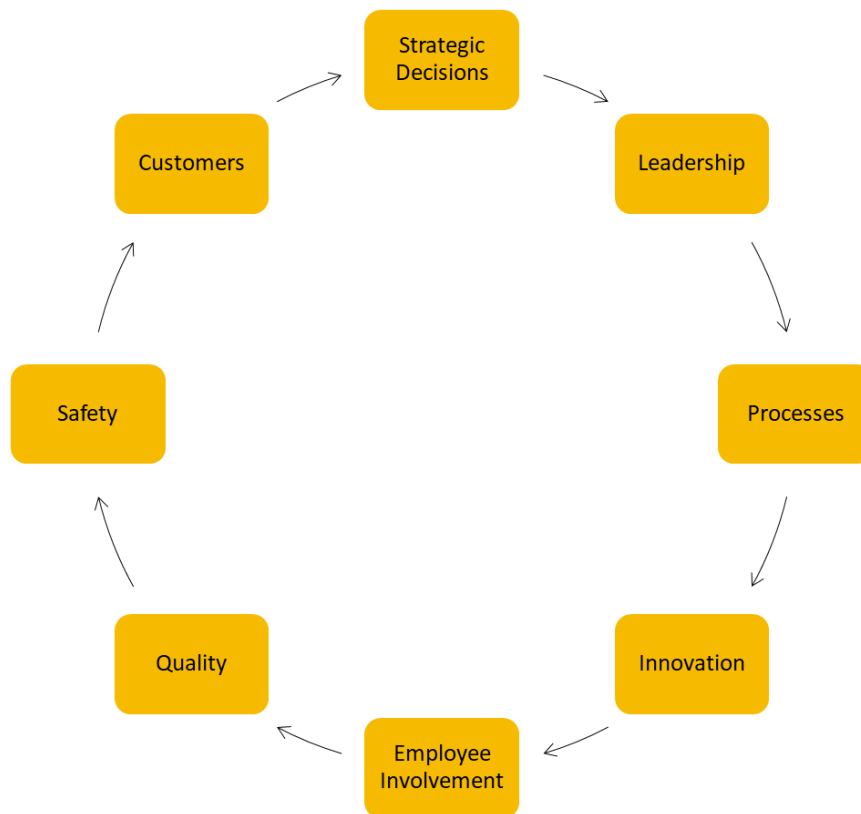 Strategic
Decisions
Leadership
Processes
Innovation
Employee
Involvement
Quality
Safety
Customers